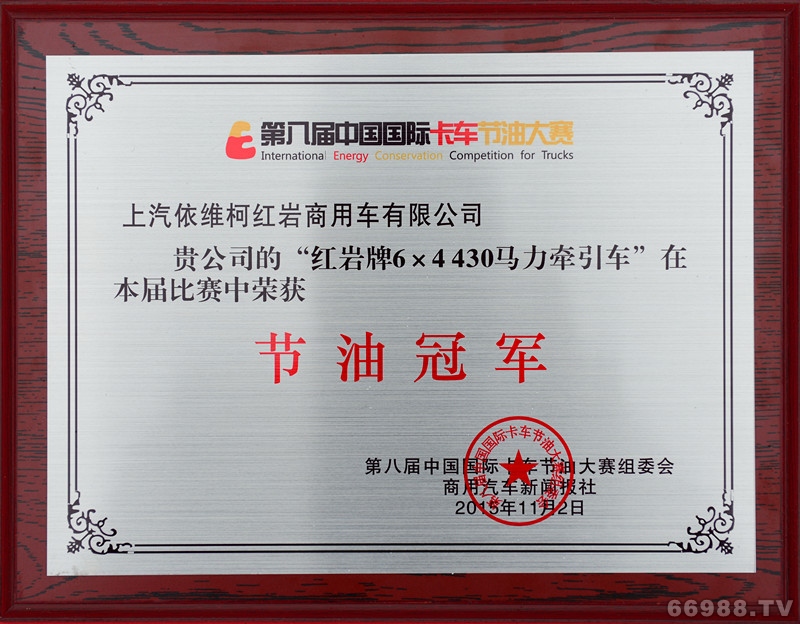 第八届中国国际卡车节油大赛
International Energy Conservation Competition for Trucks
上汽依维柯红岩商用车有限公司
贵公司的“红岩牌6×4 430马力牵引车”在
本届比赛中荣获
节油冠军
第八届中国国际卡车节油大赛组委会
商用汽车新闻报社
2015年11月2日
66988.TV